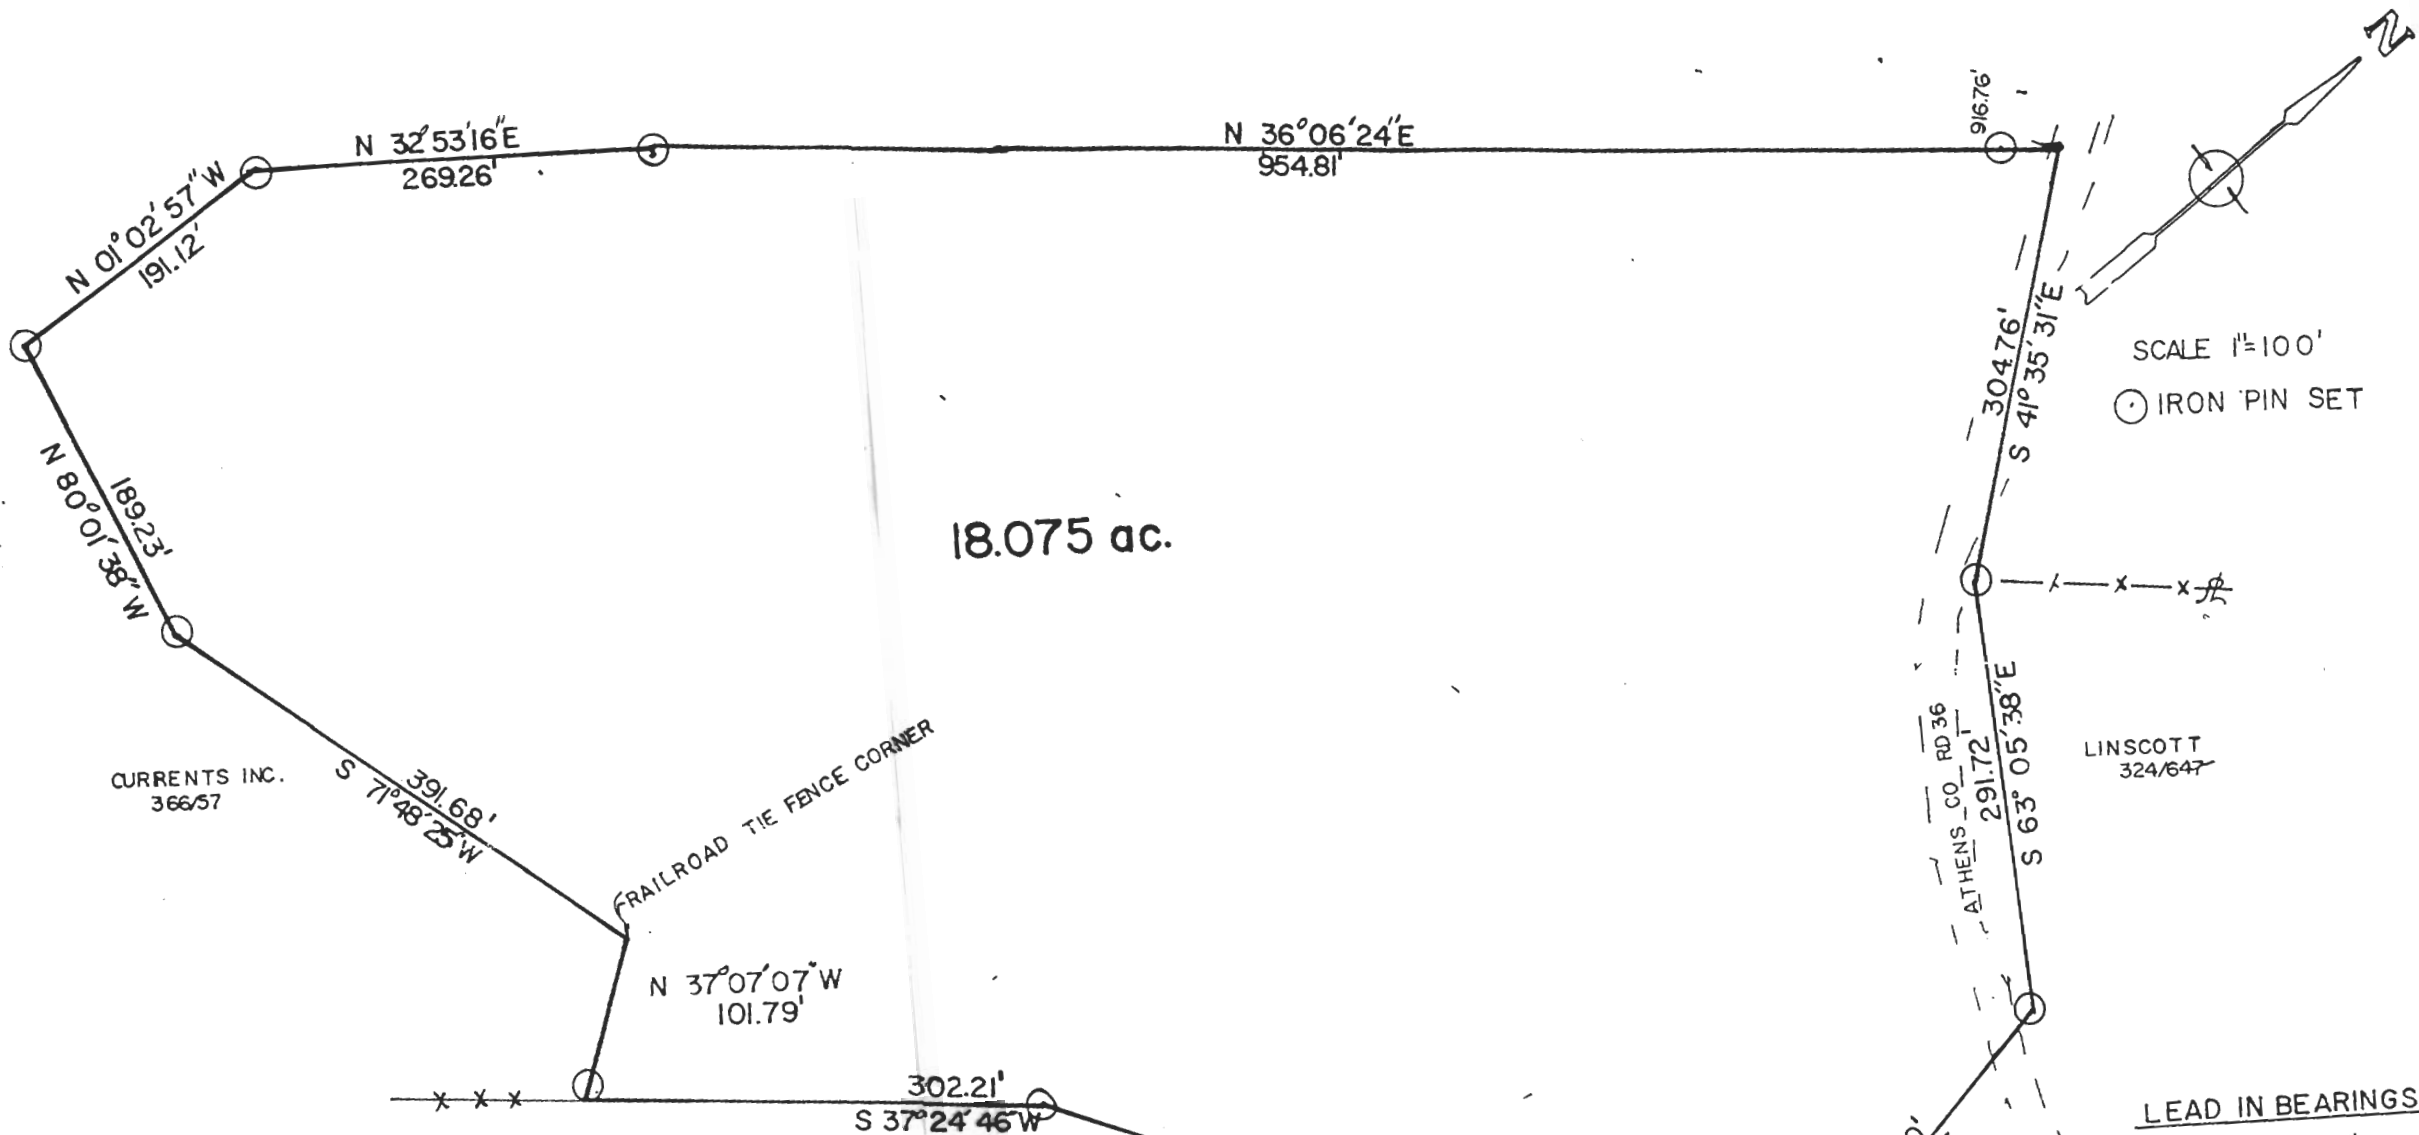 N
916.76'
N 32°53'16"E
269.26'
N 36°06'24"E
954.81'
N 01°02'57"W
191.12'
304.76'
S 41°35'31"E
SCALE 1"=100'
IRON PIN SET
189.23'
N 80°01'38"W
18.075 ac.
CURRENTS INC.
366/57
391.68'
S 71°48'25"W
RAILROAD TIE FENCE CORNER
ATHENS CO RD 36
291.72'
S 63°05'38"E
LINSCOTT
324/647
N 37°07'07"W
101.79'
302.21'
S 37°24'46"W
LEAD IN BEARINGS